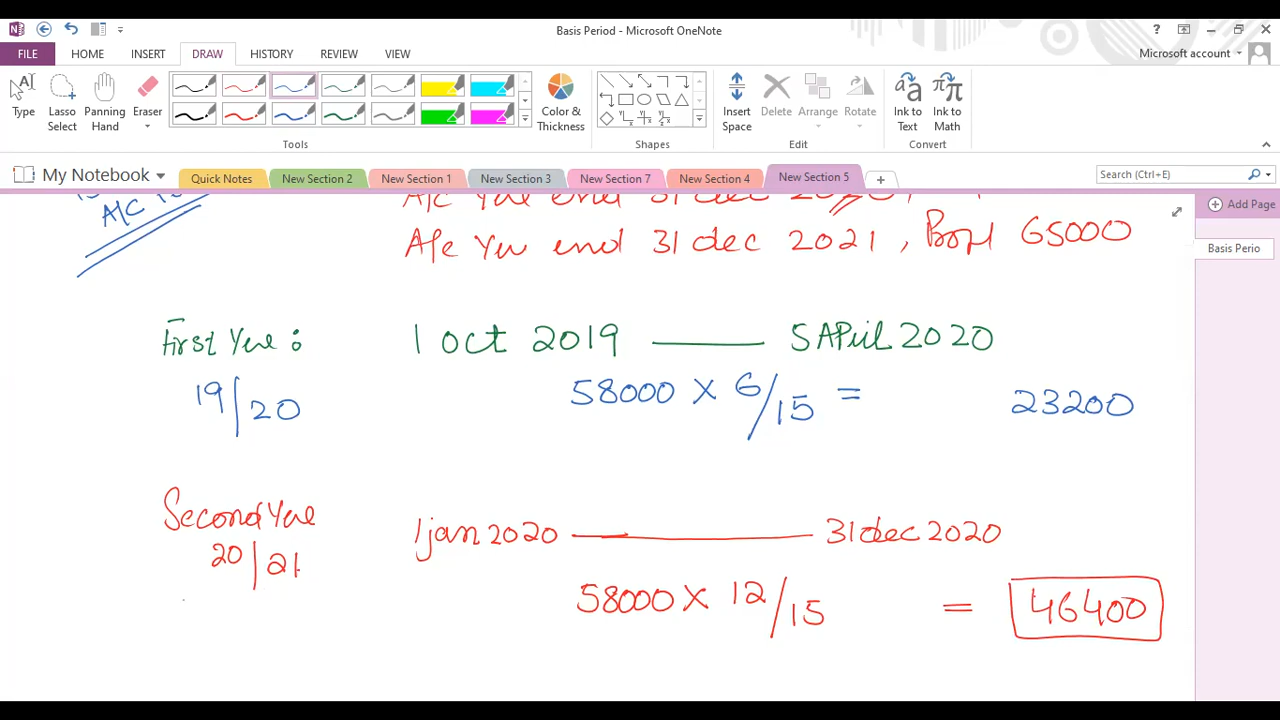 Basis Period - Microsoft OneNote
FILE HOME INSERT DRAW HISTORY REVIEW VIEW
Microsoft account
Type
Lasso Select
Panning Hand
Eraser
Color & Thickness
Insert Space
Delete
Arrange
Rotate
Ink to Text
Ink to Math
Tools
Shapes
Edit
Convert
My Notebook
Quick Notes
New Section 2
New Section 1
New Section 3
New Section 7
New Section 4
New Section 5
Search (Ctrl+E)
Add Page
Basis Perio
A/C
end 31 dec
end 31 dec 2021, 65000
First
1 oct 2019 5 April 2020
19/20
58000 X 6/15 = 23200
Second
1 jan 2020 31 dec 2020
20/21
58000 X 12/15 = 46400